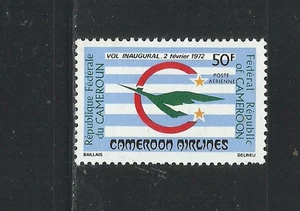 VOL INAUGURAL. 2 février 1972
50F
POSTE
AERIENNE
République Fédérale
du CAMEROUN
Federal Republic
of CAMEROON
CAMEROON AIRLINES
BAILLAIS
DELRIEU